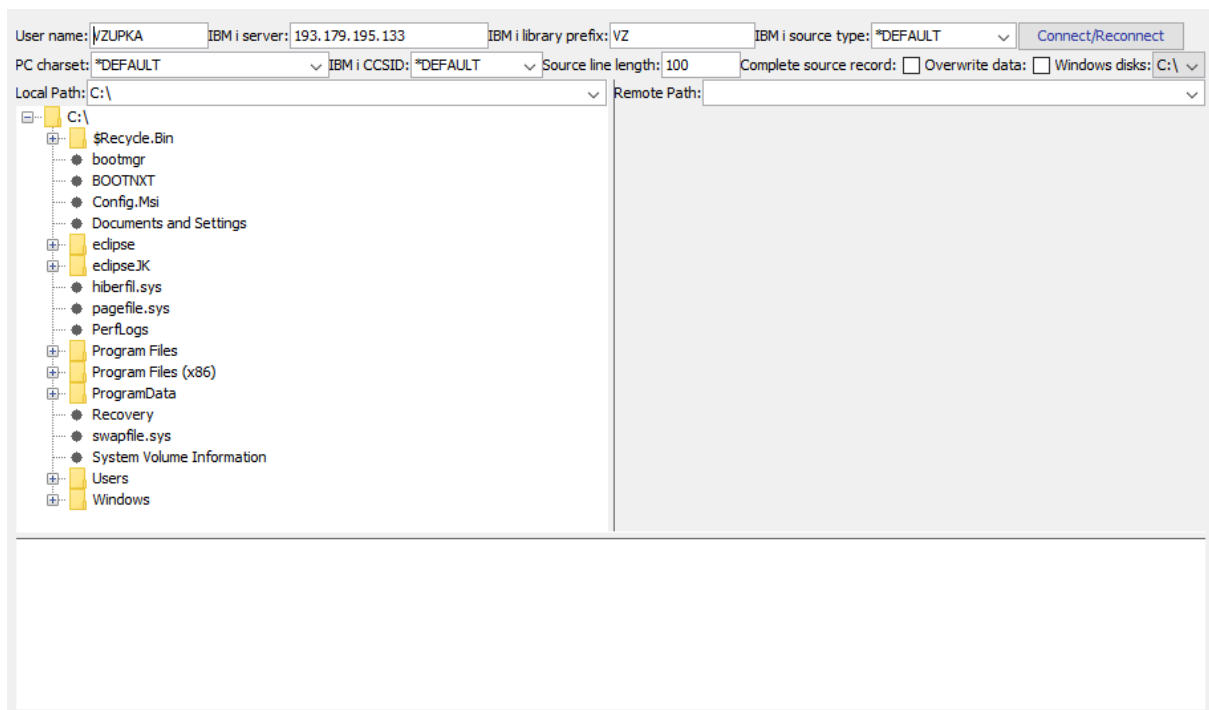 User name: VZUPKA IBM i server: 193.179.195.133 IBM i library prefix: VZ IBM i source type: *DEFAULT Connect/Reconnect
PC charset: *DEFAULT IBM i CCSID: *DEFAULT Source line length: 100 Complete source record: Overwrite data: Windows disks: C:\
Local Path: C:\ Remote Path:
C:\
$Recycle.Bin
bootmgr
BOOTNXT
Config.Msi
Documents and Settings
eclipse
eclipseJK
hiberfil.sys
pagefile.sys
PerfLogs
Program Files
Program Files (x86)
ProgramData
Recovery
swapfile.sys
System Volume Information
Users
Windows